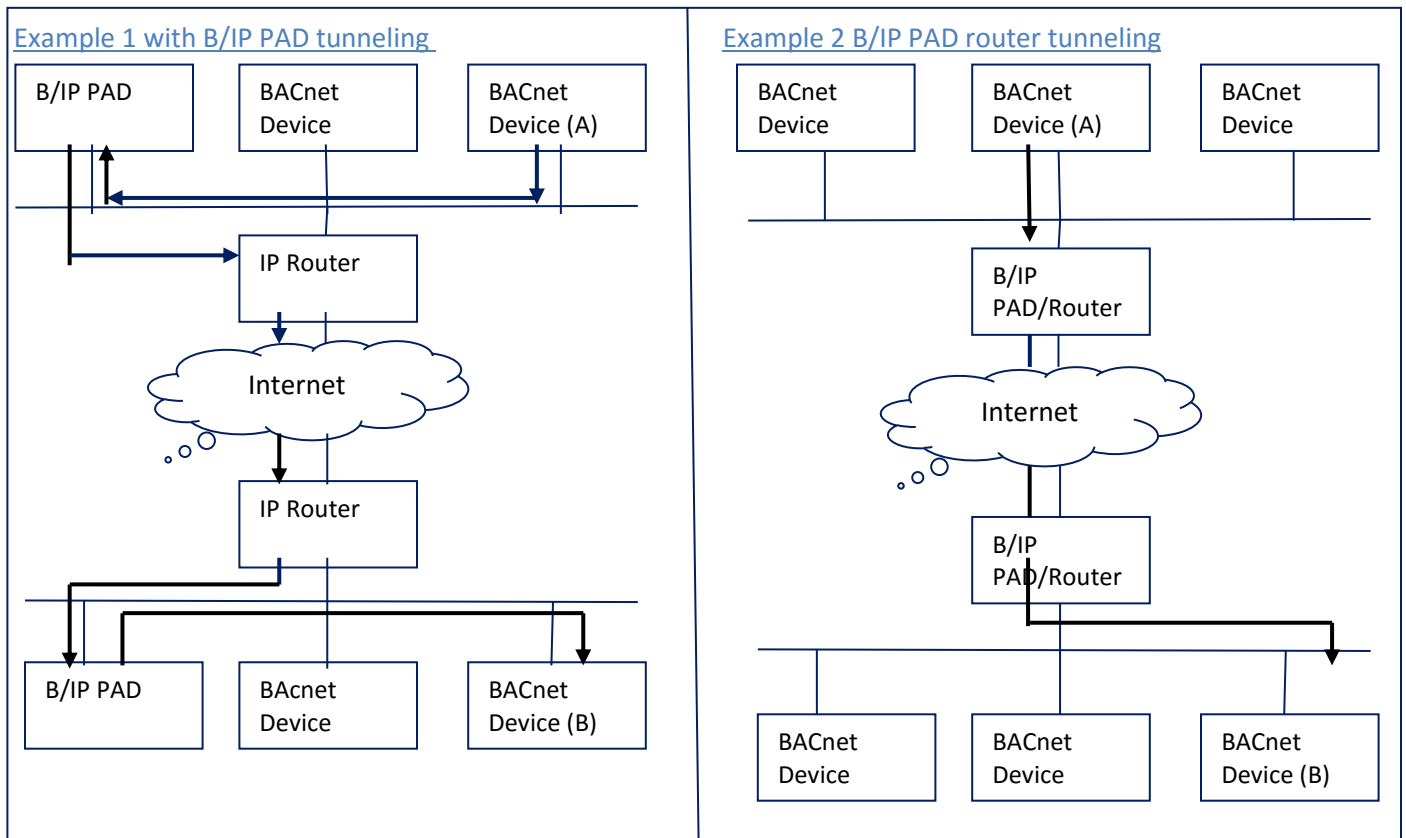 Example 1 with B/IP PAD tunneling
B/IP PAD
BACnet
Device
BACnet
Device (A)
IP Router
Internet
IP Router
B/IP PAD
BAcnet
Device
BACnet
Device (B)
Example 2 B/IP PAD router tunneling
BACnet
Device
BACnet
Device (A)
BACnet
Device
B/IP
PAD/Router
Internet
B/IP
PAD/Router
BACnet
Device
BACnet
Device
BACnet
Device (B)